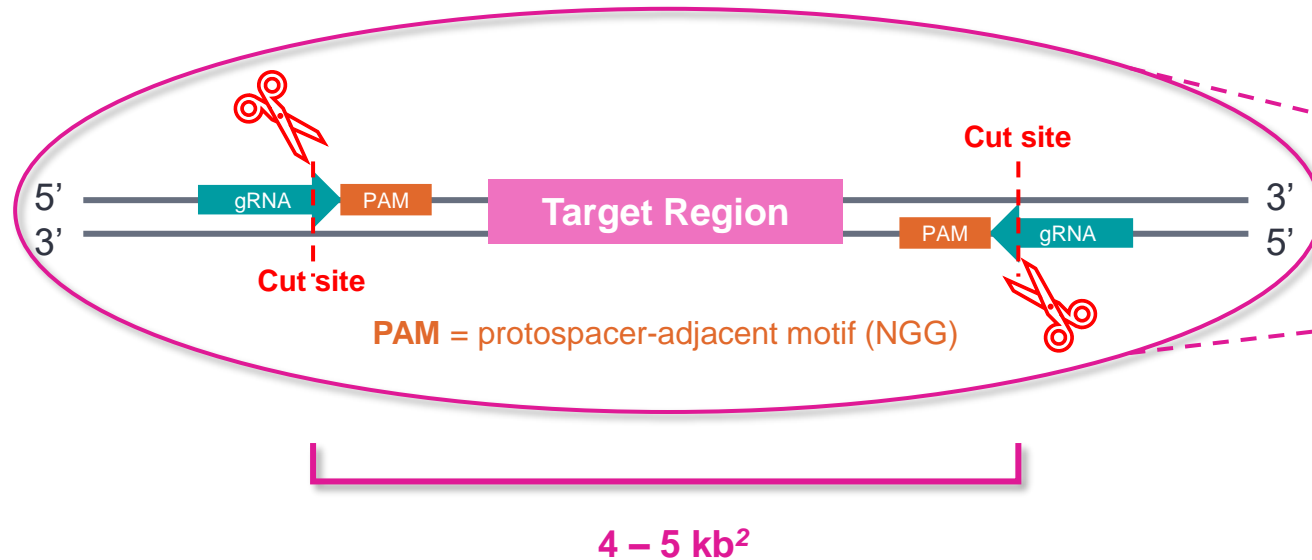 Cut site
5’ gRNA PAM Target Region 3’
3’ PAM gRNA 5’
Cut site
PAM = protospacer-adjacent motif (NGG)
4 – 5 kb²